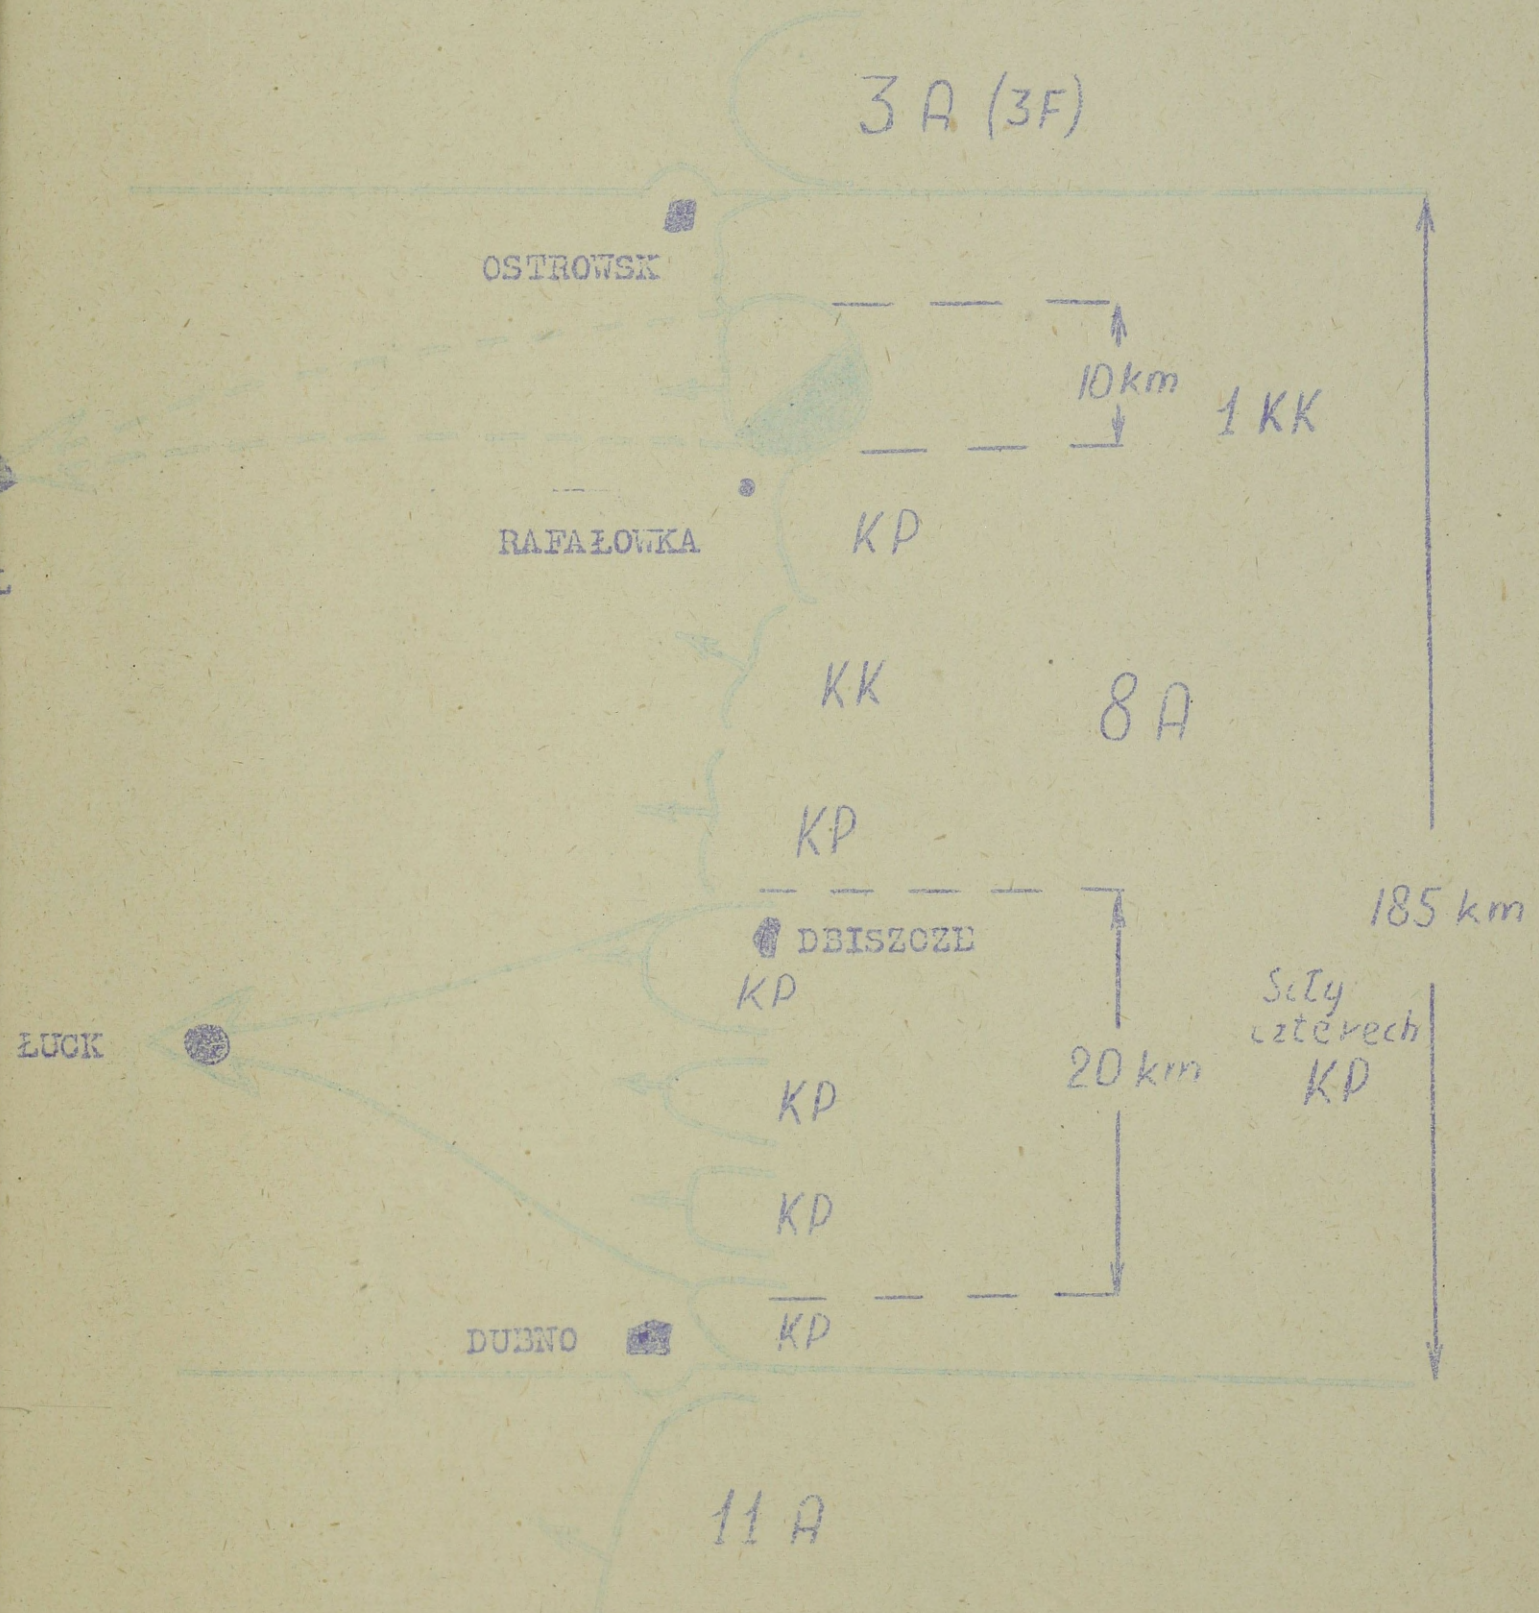 3 A (3F)
OSTROWSK
10 km
1 KK
RAFAŁOWKA
KP
Ł
KK
8 A
KP
185 km
DBISZCZE
KP
Siły
czterech
KP
ŁUCK
20 km
KP
KP
DUBNO
KP
11 A